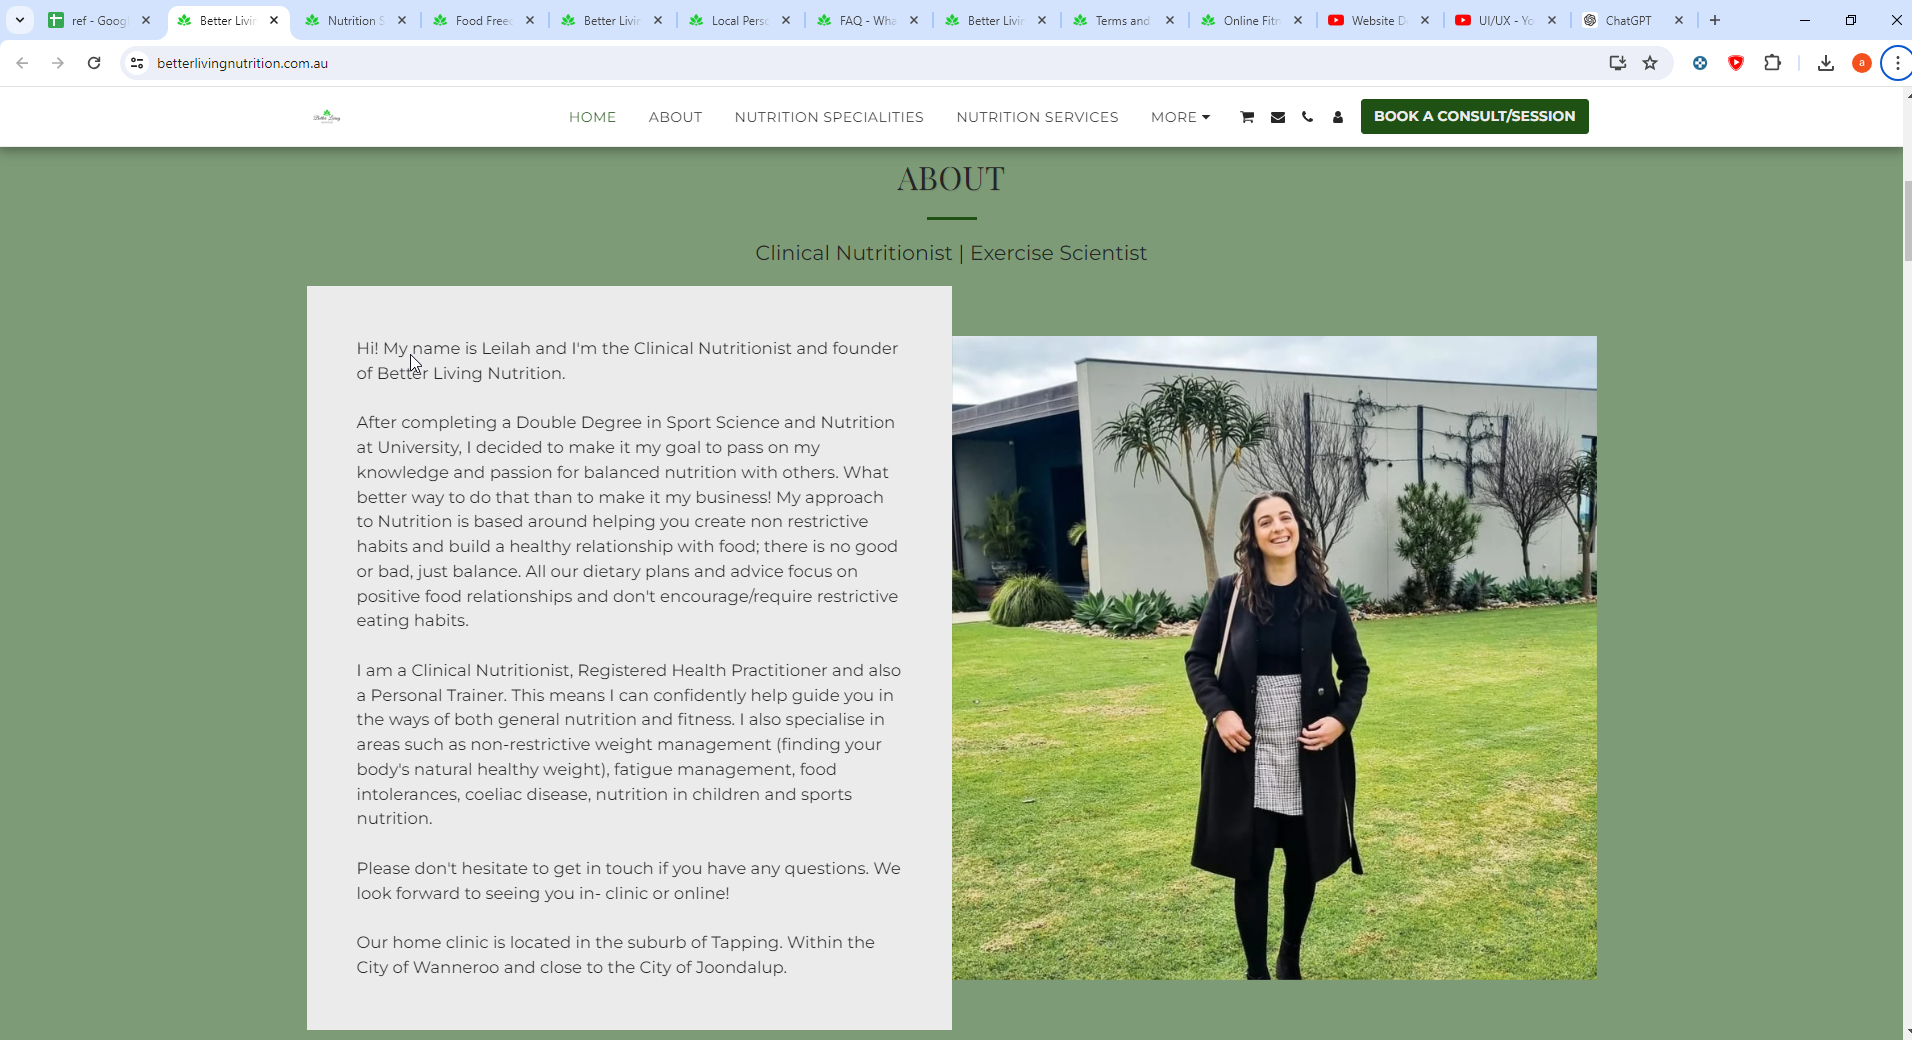 ref - Goog
Better Livi
Nutrition S
Food Free
Better Livi
Local Pers
FAQ - Wha
Better Livi
Terms and
Online Fitn
Website D
UI/UX - Yo
ChatGPT
betterlivingnutrition.com.au
a
Better Living
HOME
ABOUT
NUTRITION SPECIALITIES
NUTRITION SERVICES
MORE
BOOK A CONSULT/SESSION
ABOUT
Clinical Nutritionist | Exercise Scientist
Hi! My name is Leilah and I'm the Clinical Nutritionist and founder
of Better Living Nutrition.
After completing a Double Degree in Sport Science and Nutrition
at University, I decided to make it my goal to pass on my
knowledge and passion for balanced nutrition with others. What
better way to do that than to make it my business! My approach
to Nutrition is based around helping you create non restrictive
habits and build a healthy relationship with food; there is no good
or bad, just balance. All our dietary plans and advice focus on
positive food relationships and don't encourage/require restrictive
eating habits.
I am a Clinical Nutritionist, Registered Health Practitioner and also
a Personal Trainer. This means I can confidently help guide you in
the ways of both general nutrition and fitness. I also specialise in
areas such as non-restrictive weight management (finding your
body's natural healthy weight), fatigue management, food
intolerances, coeliac disease, nutrition in children and sports
nutrition.
Please don't hesitate to get in touch if you have any questions. We
look forward to seeing you in- clinic or online!
Our home clinic is located in the suburb of Tapping. Within the
City of Wanneroo and close to the City of Joondalup.